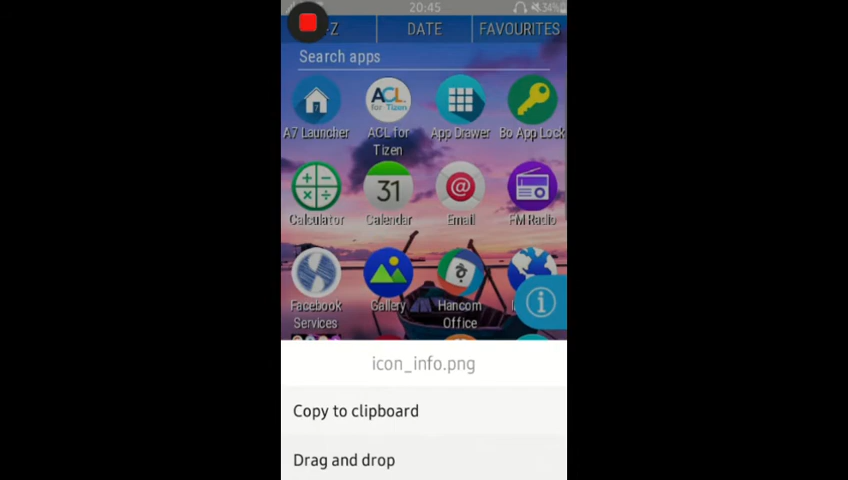 20:45 34%
Z DATE FAVOURITES
Search apps
A7 Launcher ACL for Tizen App Drawer Bo App Lock
Calculator Calendar Email FM Radio
Facebook Services Gallery Hancom Office
icon_info.png
Copy to clipboard
Drag and drop
ACL
for Tizen
31